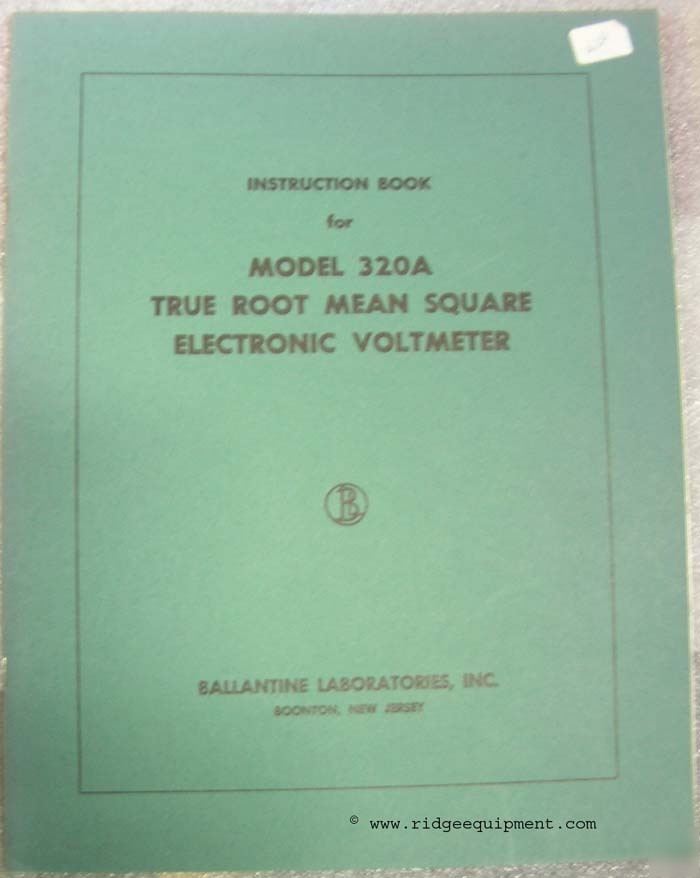 INSTRUCTION BOOK
for
MODEL 320A
TRUE ROOT MEAN SQUARE
ELECTRONIC VOLTMETER
BL
BALLANTINE LABORATORIES, INC.
BOONTON, NEW JERSEY
© www.ridgeequipment.com